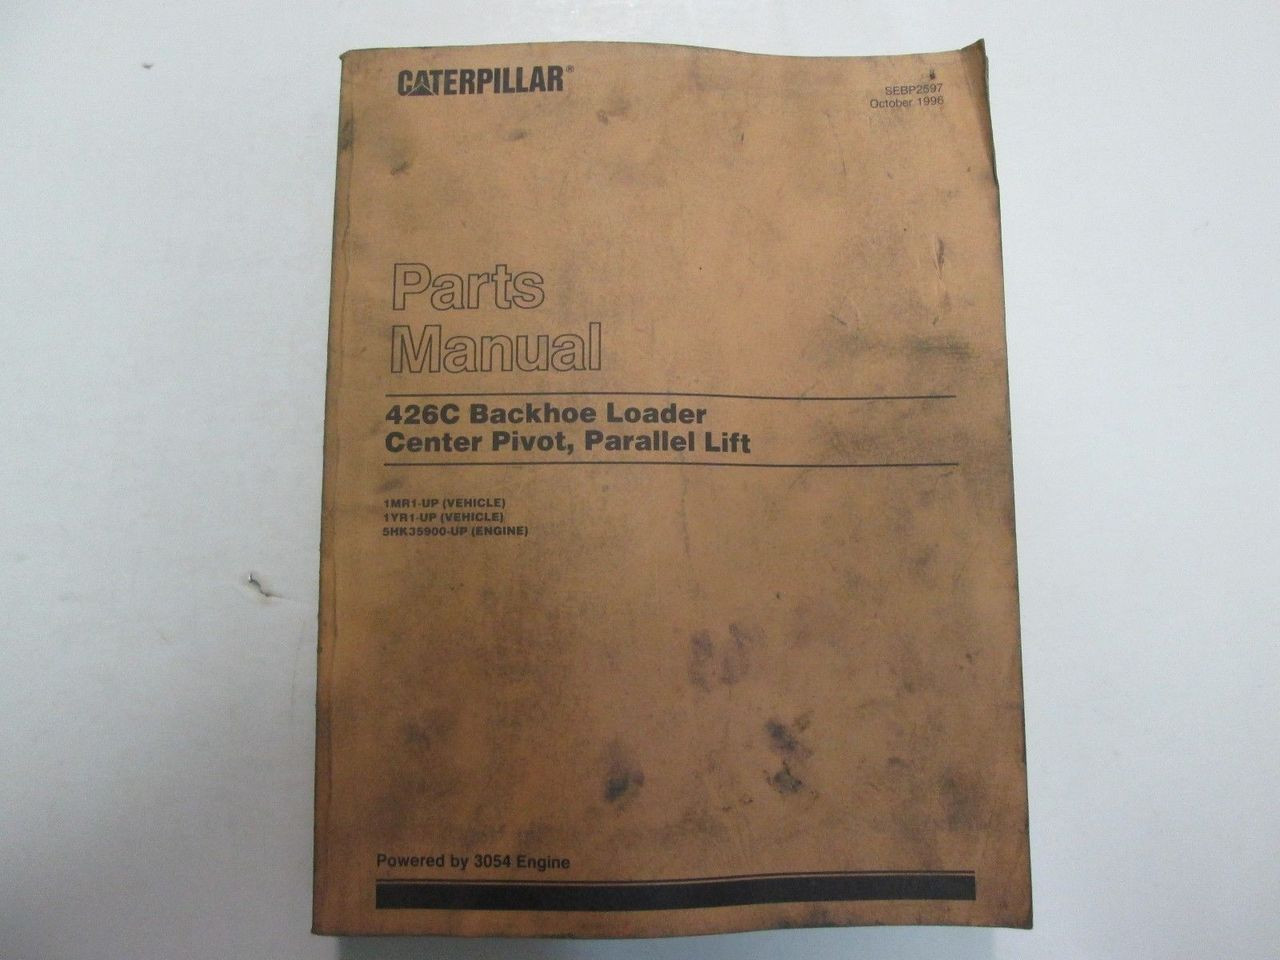 CATERPILLAR®
SEBP2597
October 1996
Parts
Manual
426C Backhoe Loader
Center Pivot, Parallel Lift
1MR1-UP (VEHICLE)
1YR1-UP (VEHICLE)
5HK35900-UP (ENGINE)
Powered by 3054 Engine